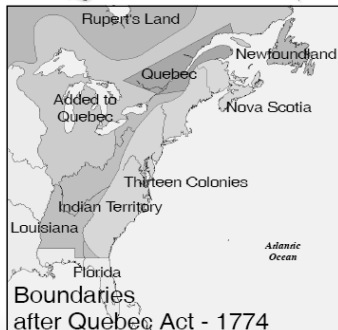 Rupert's Land
Newfoundland
Quebec
Added to
Quebec
Nova Scotia
Thirteen Colonies
Indian Territory
Louisiana
Atlantic
Ocean
Florida
Boundaries
after Quebec Act - 1774